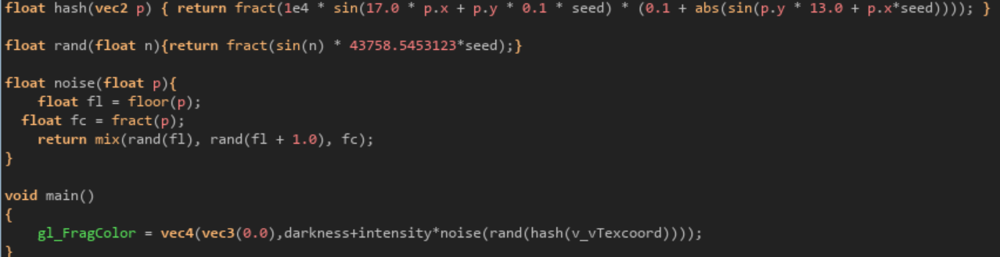 float hash(vec2 p) { return fract(1e4 * sin(17.0 * p.x + p.y * 0.1 * seed) * (0.1 + abs(sin(p.y * 13.0 + p.x*seed)))); }
float rand(float n){return fract(sin(n) * 43758.5453123*seed);}
float noise(float p){
float fl = floor(p);
float fc = fract(p);
return mix(rand(fl), rand(fl + 1.0), fc);
}
void main()
{
gl_FragColor = vec4(vec3(0.0),darkness+intensity*noise(rand(hash(v_vTexcoord))));
}